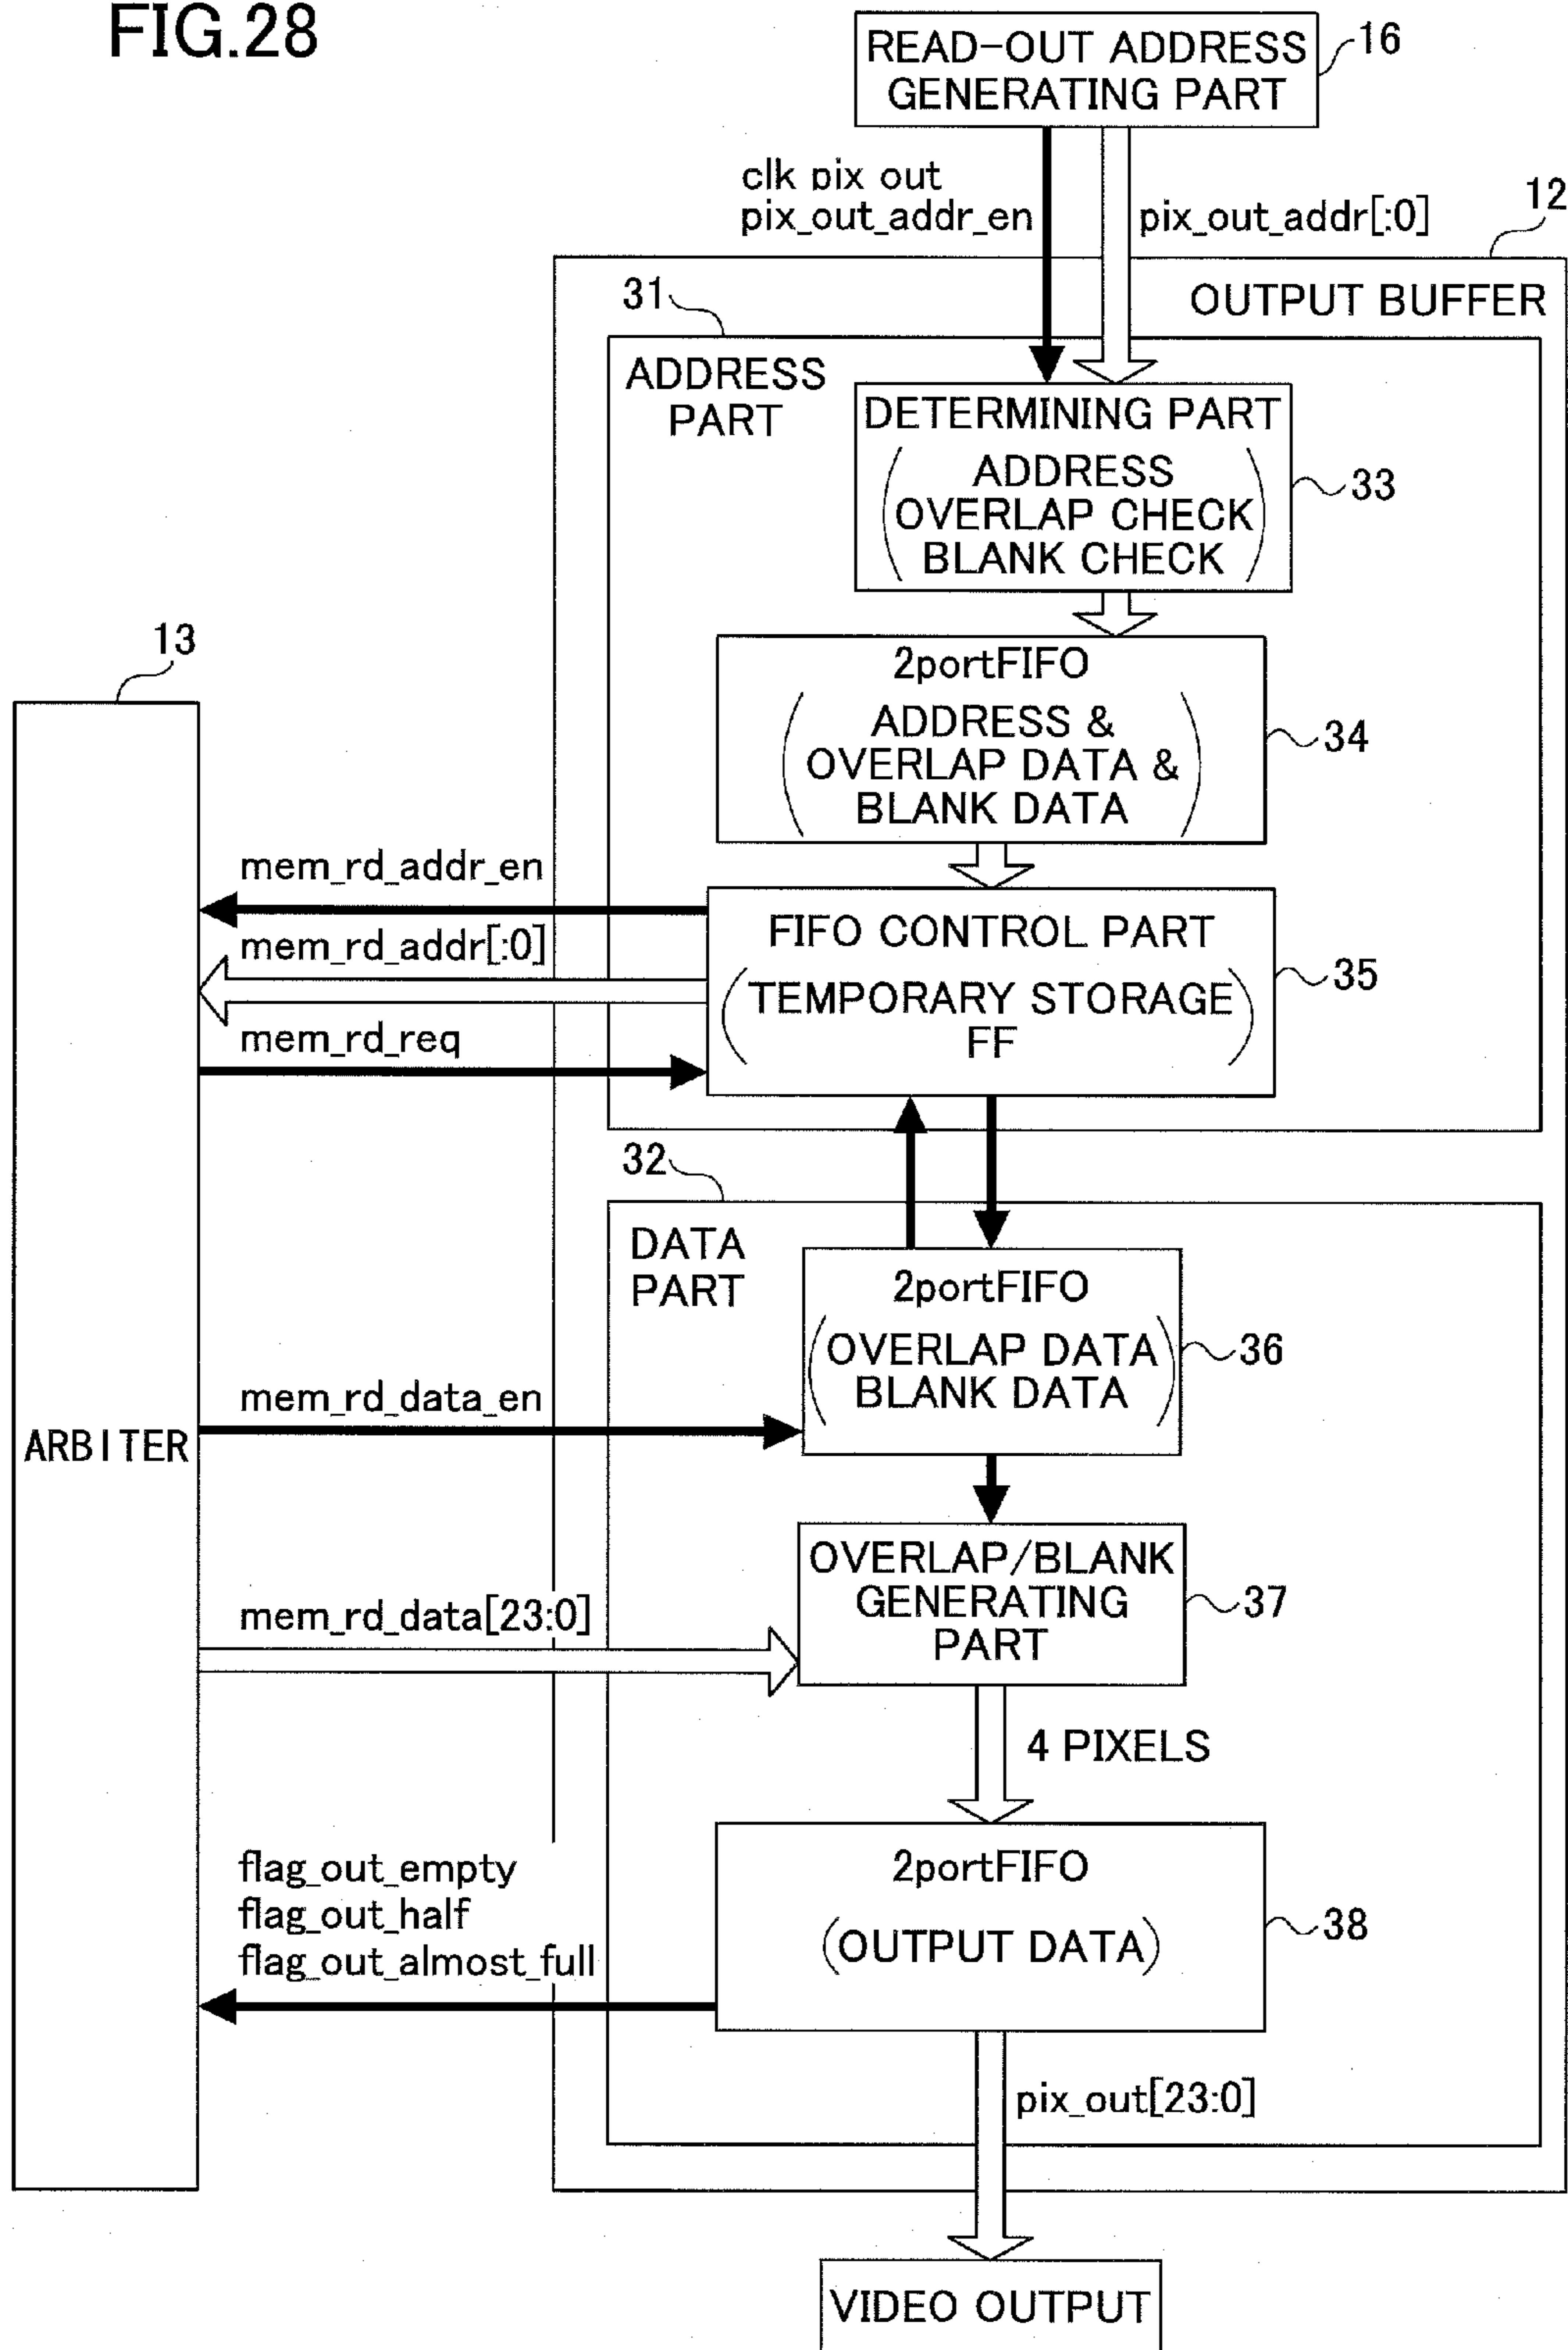 FIG.28
READ-OUT ADDRESS
GENERATING PART
16
clk pix out
pix_out_addr_en
pix_out_addr[:0]
12
OUTPUT BUFFER
31
ADDRESS
PART
DETERMINING PART
ADDRESS
OVERLAP CHECK
BLANK CHECK
33
2portFIFO
ADDRESS &
OVERLAP DATA &
BLANK DATA
34
13
ARBITER
mem_rd_addr_en
mem_rd_addr[:0]
mem_rd_req
FIFO CONTROL PART
(TEMPORARY STORAGE
FF)
35
32
DATA
PART
2portFIFO
(OVERLAP DATA
BLANK DATA)
36
mem_rd_data_en
OVERLAP/BLANK
GENERATING
PART
37
mem_rd_data[23:0]
4 PIXELS
2portFIFO
(OUTPUT DATA)
38
flag_out_empty
flag_out_half
flag_out_almost_full
pix_out[23:0]
VIDEO OUTPUT